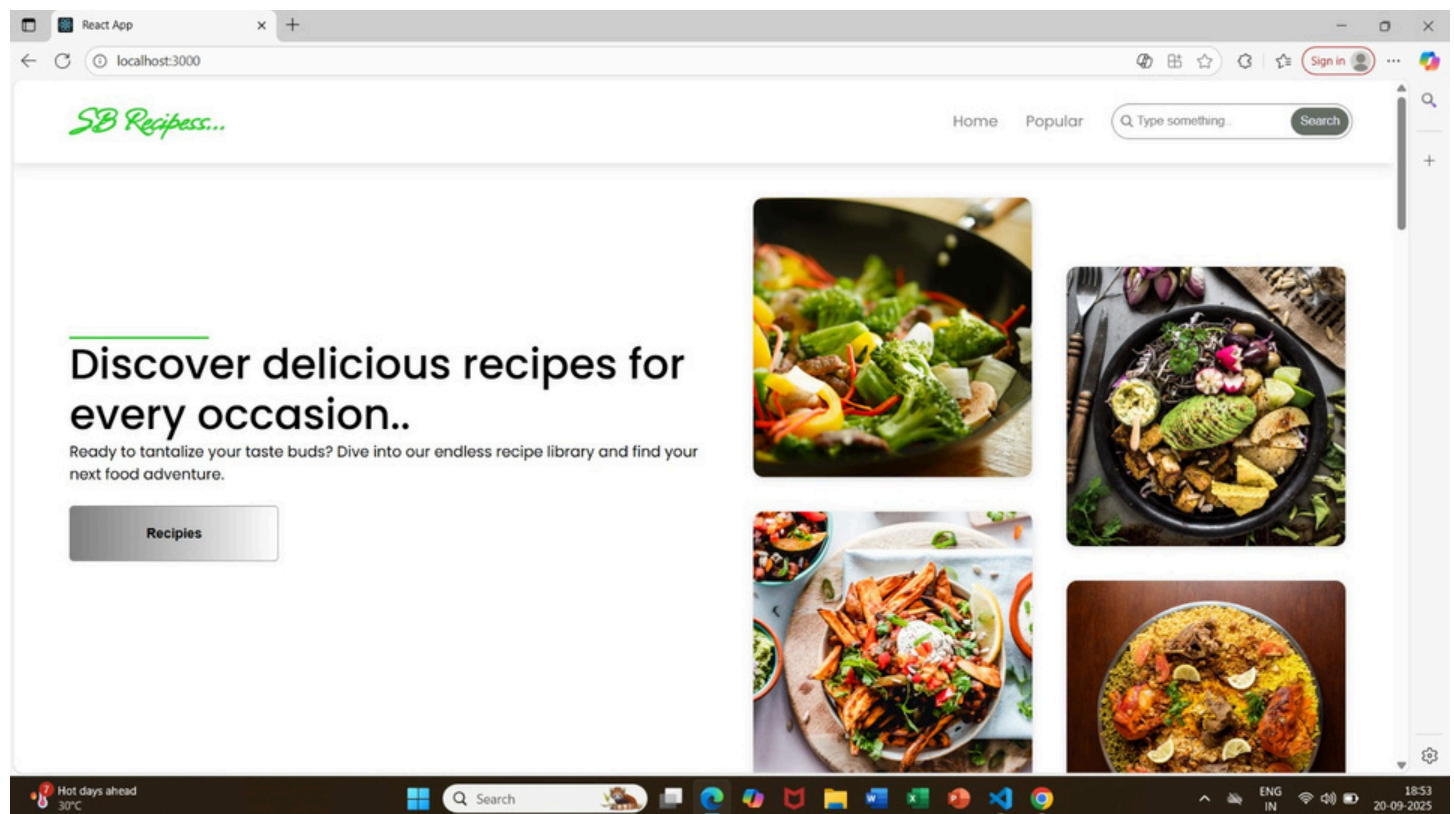 React App
localhost:3000
Sign in
SB Recipess...
Home Popular Type something.. Search
Discover delicious recipes for
every occasion..
Ready to tantalize your taste buds? Dive into our endless recipe library and find your
next food adventure.
Recipies
7 Hot days ahead
30°C
Search
ENG
IN
18:53
20-09-2025